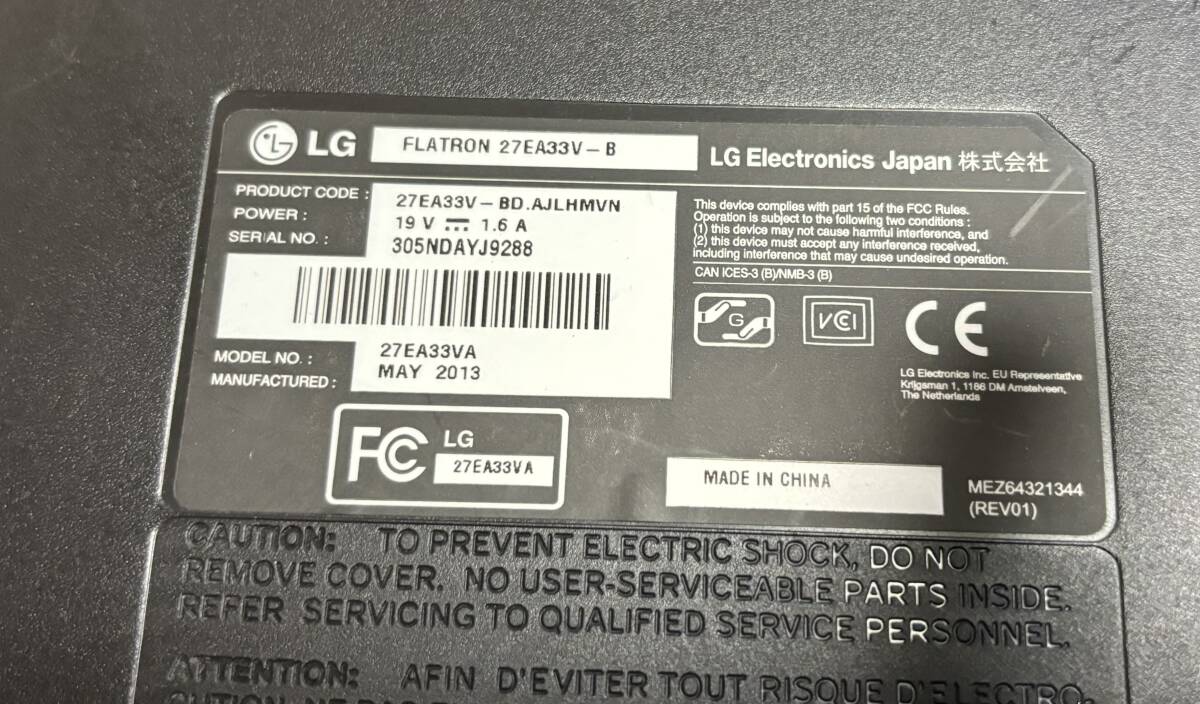 LG FLATRON 27EA33V-B LG Electronics Japan 株式会社
PRODUCT CODE : 27EA33V-BD.AJLHMVN
POWER : 19 V 1.6 A
SERIAL NO. : 305NDAYJ9288
MODEL NO. : 27EA33VA
MANUFACTURED : MAY 2013
FC LG
27EA33VA
This device complies with part 15 of the FCC Rules.
Operation is subject to the following two conditions :
(1) this device may not cause harmful interference, and
(2) this device must accept any interference received,
including interference that may cause undesired operation.
CAN ICES-3 (B)/NMB-3 (B)
G VCI CE
LG Electronics Inc. EU Representative
Krijgsman 1, 1186 DM Amstelveen,
The Netherlands
MADE IN CHINA
MEZ64321344
(REV01)
CAUTION: TO PREVENT ELECTRIC SHOCK, DO NOT
REMOVE COVER. NO USER-SERVICEABLE PARTS INSIDE.
REFER SERVICING TO QUALIFIED SERVICE PERSONNEL.
ATTENTION: AFIN D'EVITER TOUT RISQUE D'ELECTRO-